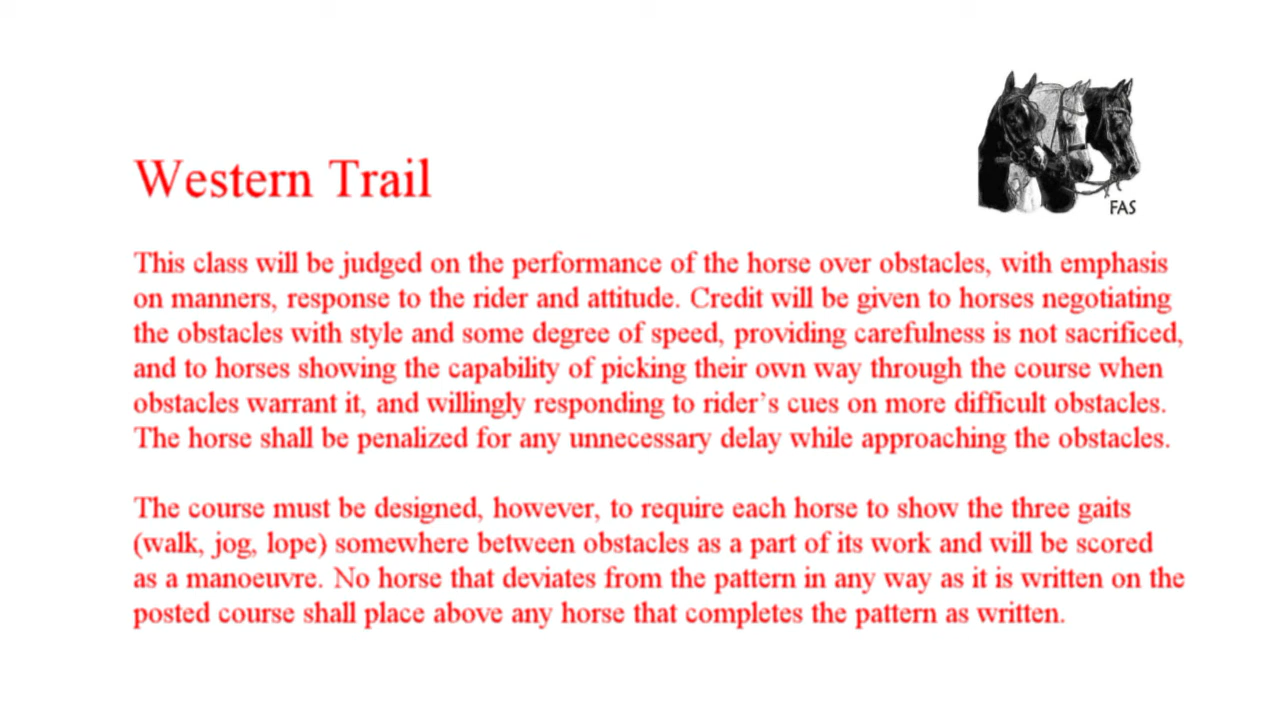 FAS
Western Trail
This class will be judged on the performance of the horse over obstacles, with emphasis
on manners, response to the rider and attitude. Credit will be given to horses negotiating
the obstacles with style and some degree of speed, providing carefulness is not sacrificed,
and to horses showing the capability of picking their own way through the course when
obstacles warrant it, and willingly responding to rider’s cues on more difficult obstacles.
The horse shall be penalized for any unnecessary delay while approaching the obstacles.
The course must be designed, however, to require each horse to show the three gaits
(walk, jog, lope) somewhere between obstacles as a part of its work and will be scored
as a manoeuvre. No horse that deviates from the pattern in any way as it is written on the
posted course shall place above any horse that completes the pattern as written.